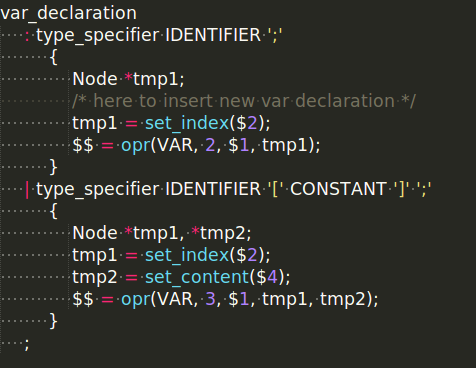 var_declaration
    : type_specifier IDENTIFIER ';'
        {
            Node *tmp1;
            /* here to insert new var declaration */
            tmp1 = set_index($2);
            $$ = opr(VAR, 2, $1, tmp1);
        }
    | type_specifier IDENTIFIER '[' CONSTANT ']' ';'
        {
            Node *tmp1, *tmp2;
            tmp1 = set_index($2);
            tmp2 = set_content($4);
            $$ = opr(VAR, 3, $1, tmp1, tmp2);
        }
    ;